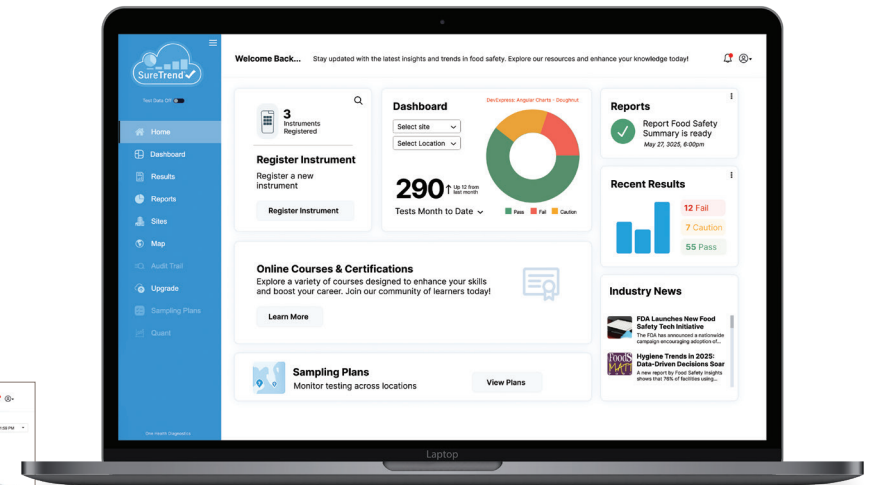 SureTrend
Welcome Back... Stay updated with the latest insights and trends in food safety. Explore our resources and enhance your knowledge today!
Test Data Off
Home
Dashboard
Results
Reports
Sites
Map
Audit Trail
Upgrade
Sampling Plans
Quant
3
Instruments
Registered
Register Instrument
Register a new
instrument
Register Instrument
Dashboard
DevExpress: Angular Charts - Doughnut
Select site
Select Location
290 Up 12 from
last month
Tests Month to Date
Pass Fail Caution
Reports
Report Food Safety
Summary is ready
May 27, 3025, 6:00pm
Recent Results
12 Fail
7 Caution
55 Pass
Online Courses & Certifications
Explore a variety of courses designed to enhance your skills
and boost your career. Join our community of learners today!
Learn More
Sampling Plans
Monitor testing across
locations
View Plans
Industry News
FDA Launches New Food
Safety Tech Initiative
The FDA has announced a nationwide
campaign encouraging adoption of...
Hygiene Trends in 2025:
Data-Driven Decisions Soar
A new report by Food Safety Insights
shows that 76% of facilities using...
Laptop